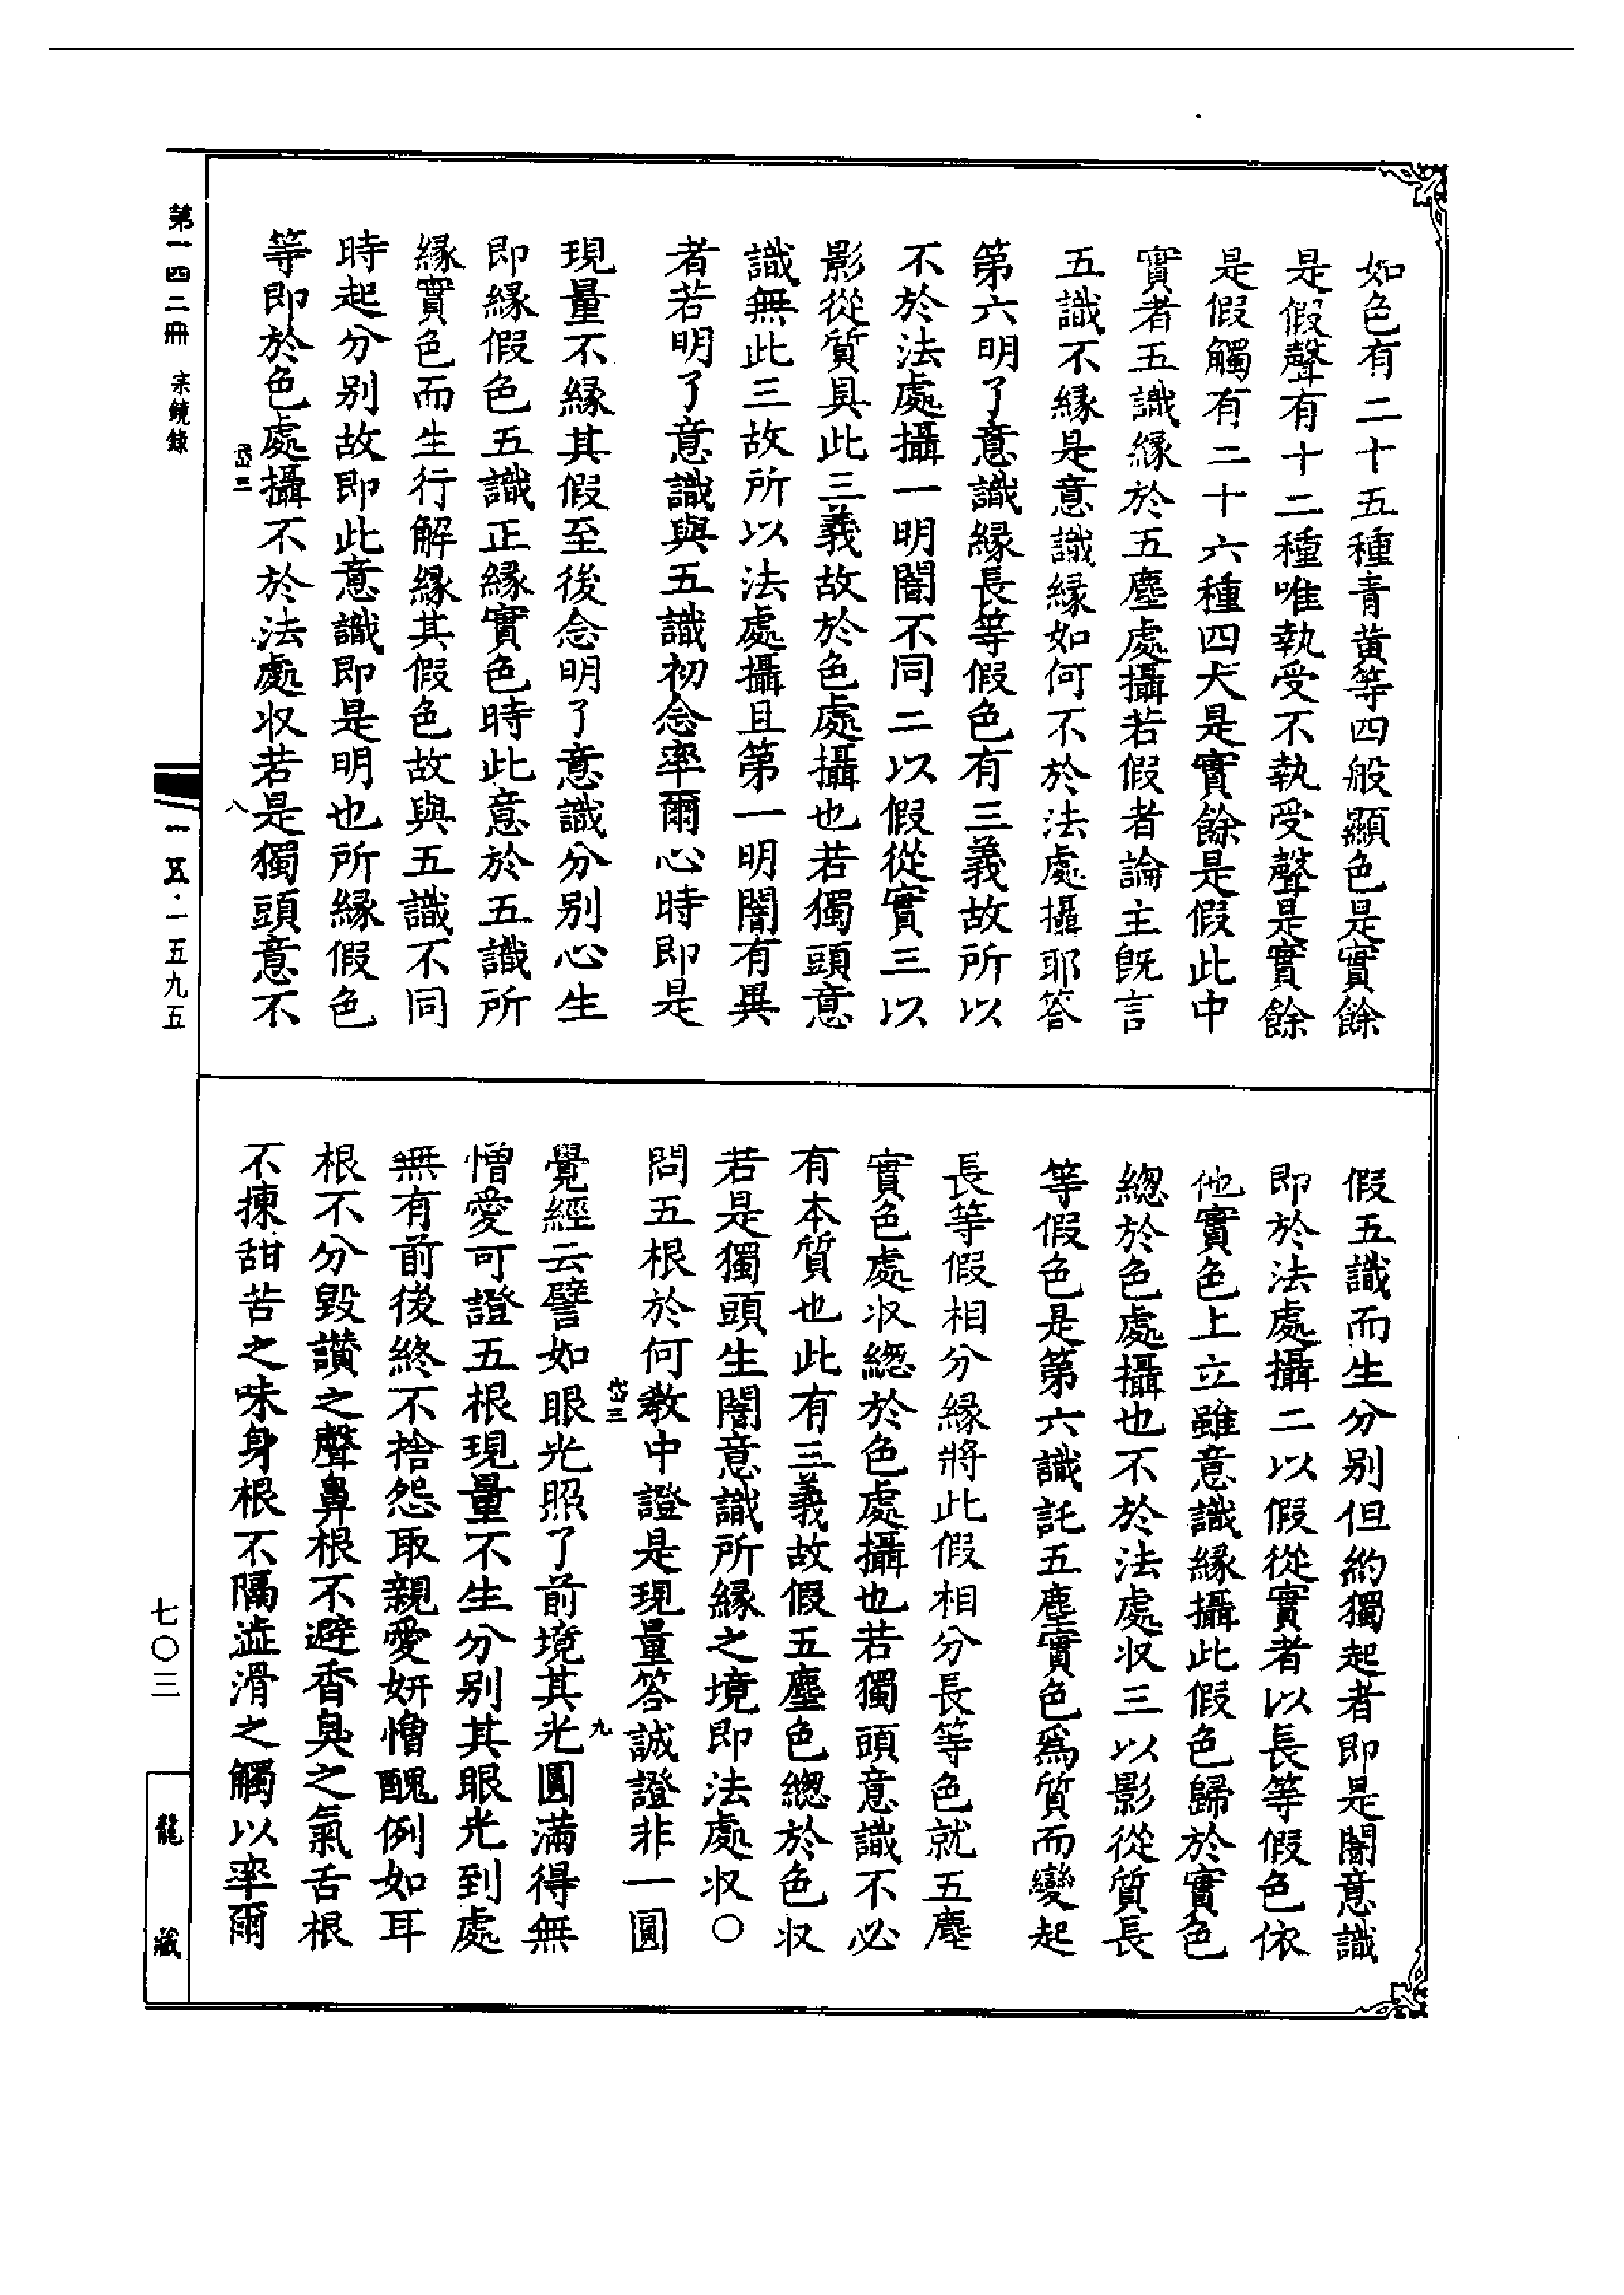 如色有二十五種青黄等四般顯色是實餘
是假聲有十二種唯執受不執受聲是實餘
是假觸有二十六種四大是實餘是假此中
實者五識緣於五塵處攝若假者論主既言
五識不緣是意識緣如何不於法處攝耶答
第六明了意識緣長等假色有三義故所以
不於法處攝一明闇不同二以假從實三以
影從質具此三義故於色處攝也若獨頭意
識無此三故所以法處攝且第一明闇有異
者若明了意識與五識初念率爾心時即是
現量不緣其假至後念明了意識分別心生
即緣假色五識正緣實色時此意於五識所
緣實色而生行解緣其假色故與五識不同
時起分別故即此意識即是明也所緣假色
等即於色處攝不於法處収若是獨頭意不
岱三
八
假五識而生分別但約獨起者即是闇意識
即於法處攝二以假從實者以長等假色依
他實色上立雖意識緣攝此假色歸於實色
緫於色處攝也不於法處収三以影從質長
等假色是第六識託五塵實色爲質而變起
長等假相分緣將此假相分長等色就五塵
實色處収緫於色處攝也若獨頭意識不必
有本質也此有三義故假五塵色緫於色収
若是獨頭生闇意識所緣之境即法處収〇
問五根於何教中證是現量答誠證非一圓
岱三
九
覺經云譬如眼光照了前境其光圓滿得無
憎愛可證五根現量不生分別其眼光到處
無有前後終不捨怨取親愛妍憎醜例如耳
根不分毀讚之聲鼻根不避香臭之氣舌根
不揀甜苦之味身根不隔澁滑之觸以率爾
第一四二冊 宗鏡錄
一五·一五九五
七〇三
龍藏